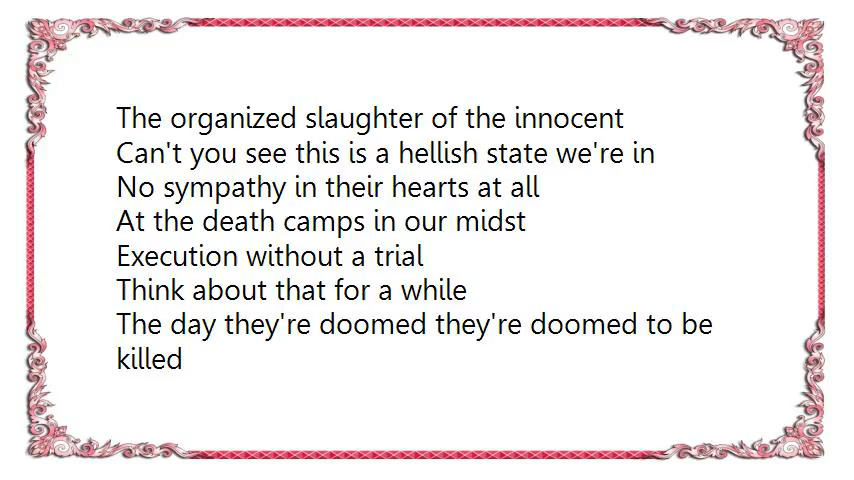 The organized slaughter of the innocent
Can't you see this is a hellish state we're in
No sympathy in their hearts at all
At the death camps in our midst
Execution without a trial
Think about that for a while
The day they're doomed they're doomed to be
killed